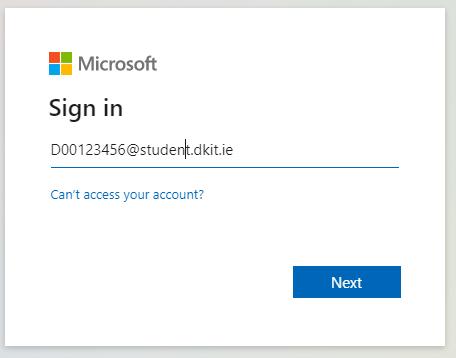 Microsoft
Sign in
D00123456@student.dkit.ie
Can't access your account?
Next